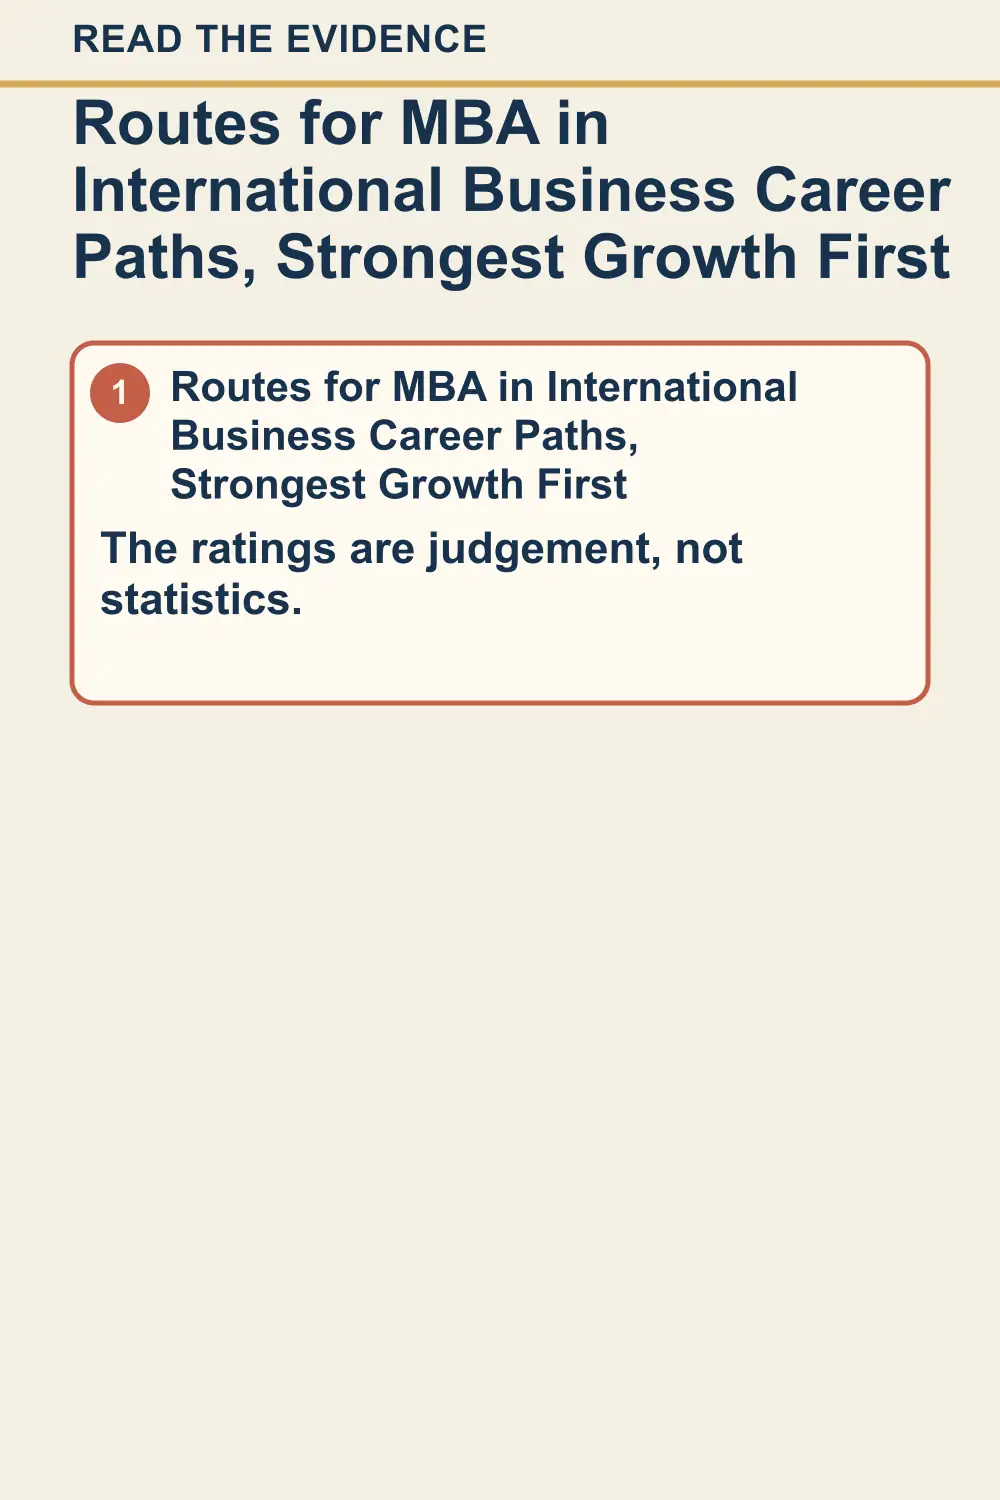 READ THE EVIDENCE
Routes for MBA in
International Business Career
Paths, Strongest Growth First
1
Routes for MBA in International
Business Career Paths,
Strongest Growth First
The ratings are judgement, not
statistics.